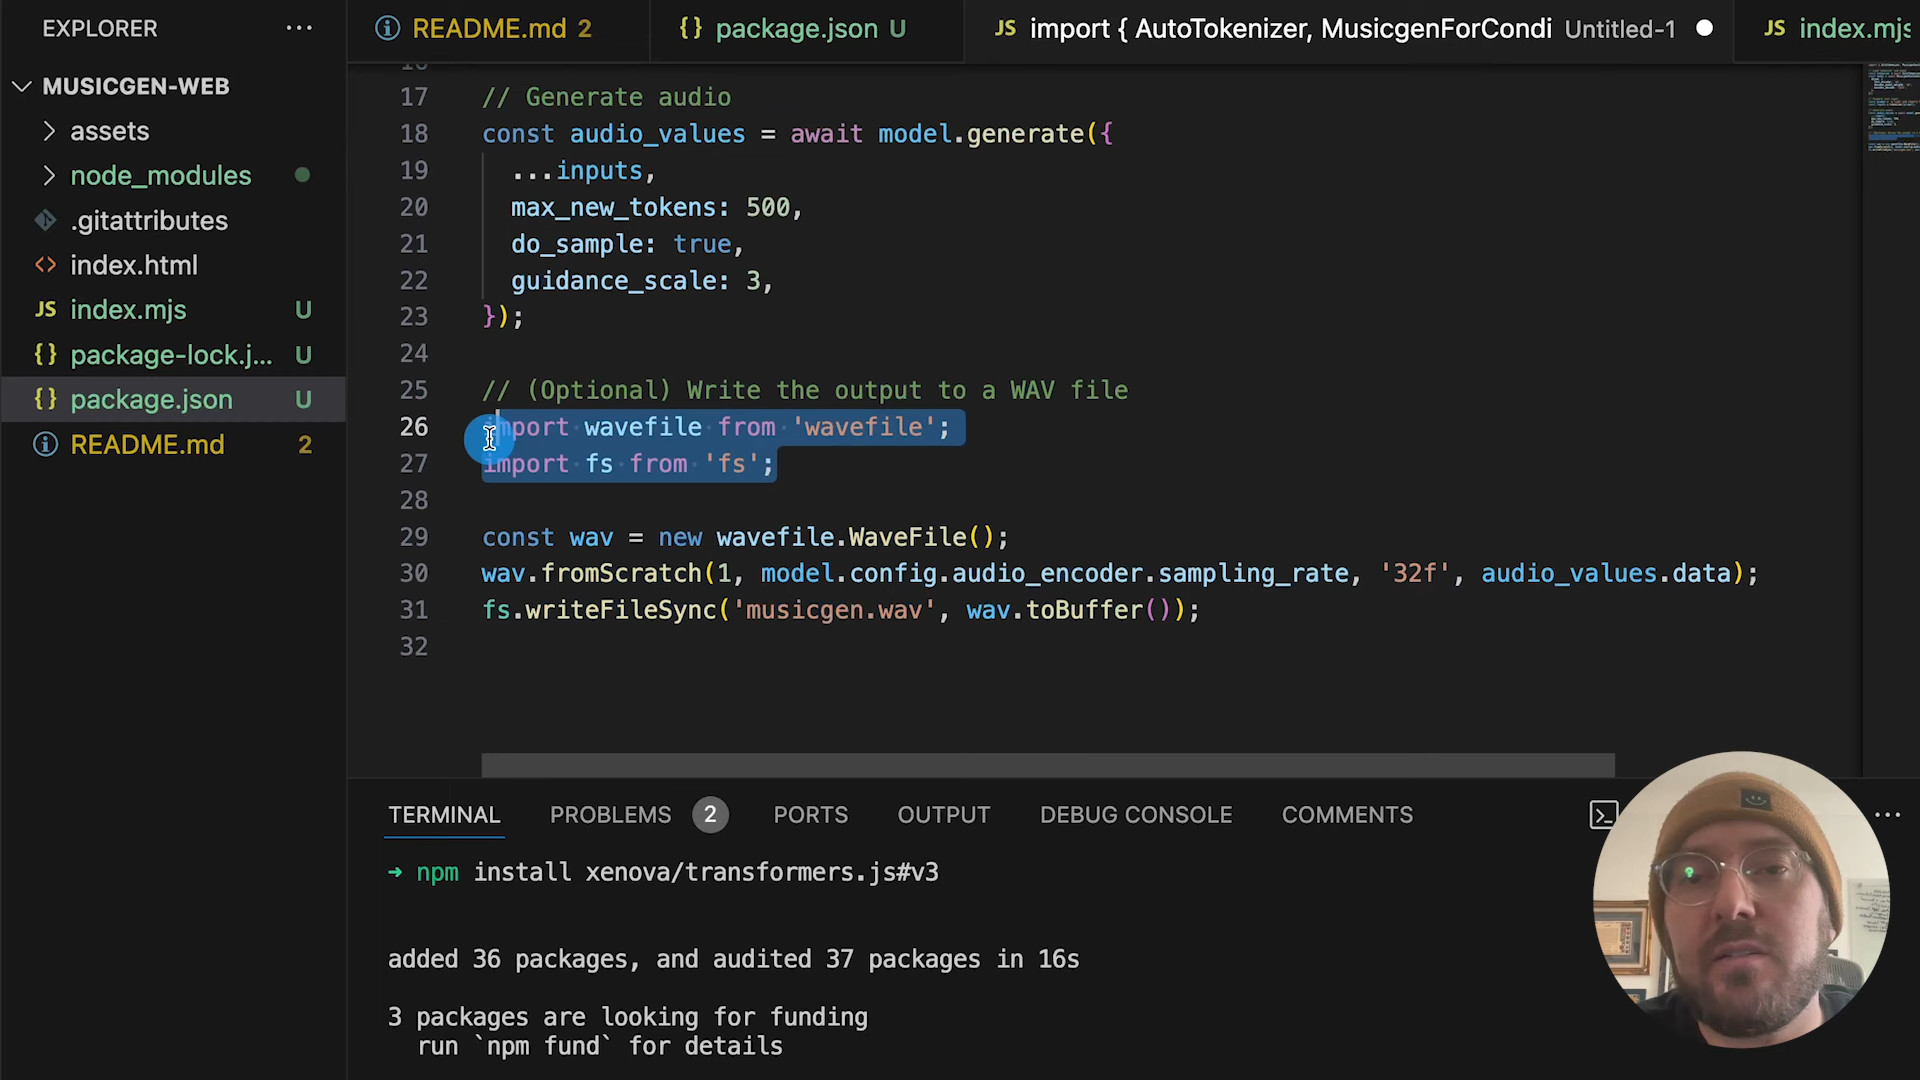 EXPLORER
MUSICGEN-WEB
assets
node_modules
.gitattributes
index.html
JS index.mjs U
{} package-lock.j... U
{} package.json U
README.md 2
README.md 2
{} package.json U
JS import { AutoTokenizer, MusicgenForCondi Untitled-1
JS index.mjs
17 // Generate audio
18 const audio_values = await model.generate({
19 ...inputs,
20 max_new_tokens: 500,
21 do_sample: true,
22 guidance_scale: 3,
23 });
24
25 // (Optional) Write the output to a WAV file
26 import wavefile from 'wavefile';
27 import fs from 'fs';
28
29 const wav = new wavefile.WaveFile();
30 wav.fromScratch(1, model.config.audio_encoder.sampling_rate, '32f', audio_values.data);
31 fs.writeFileSync('musicgen.wav', wav.toBuffer());
32
TERMINAL PROBLEMS 2 PORTS OUTPUT DEBUG CONSOLE COMMENTS
→ npm install xenova/transformers.js#v3
added 36 packages, and audited 37 packages in 16s
3 packages are looking for funding
run `npm fund` for details